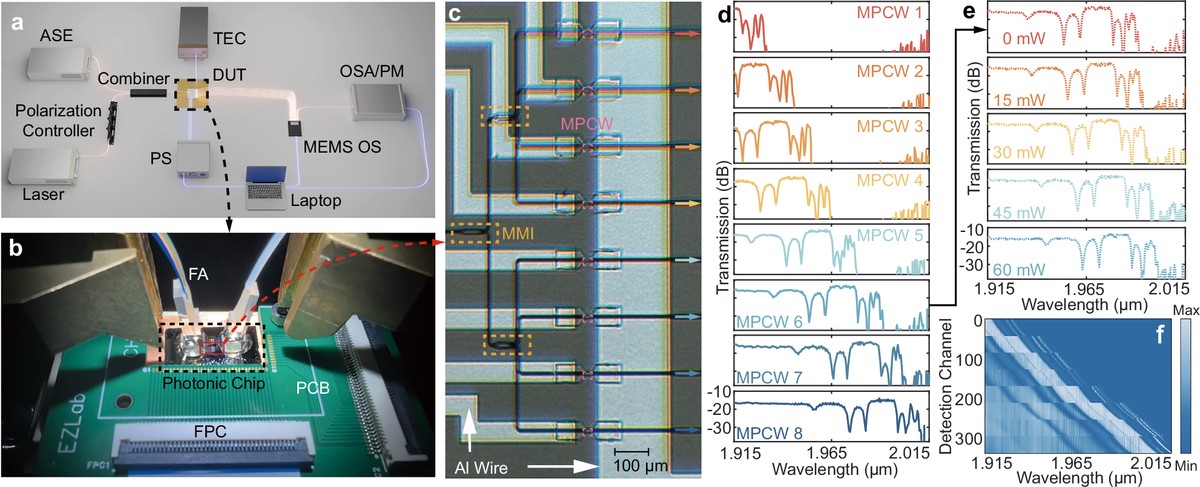 a
ASE
TEC
Combiner
DUT
OSA/PM
Polarization
Controller
PS
MEMS OS
Laser
Laptop
b
FA
Photonic Chip
PCB
EZLab
CH
FPC
FPC1
c
MPCW
MMI
Al Wire
100 μm
d
MPCW 1
MPCW 2
MPCW 3
MPCW 4
MPCW 5
MPCW 6
MPCW 7
MPCW 8
Transmission (dB)
-10
-20
-30
1.915
1.965
2.015
Wavelength (μm)
e
0 mW
15 mW
30 mW
45 mW
60 mW
Transmission (dB)
-10
-20
-30
1.915
1.965
2.015
Wavelength (μm)
f
Max
Min
Detection Channel
0
100
200
300
1.915
1.965
2.015
Wavelength (μm)